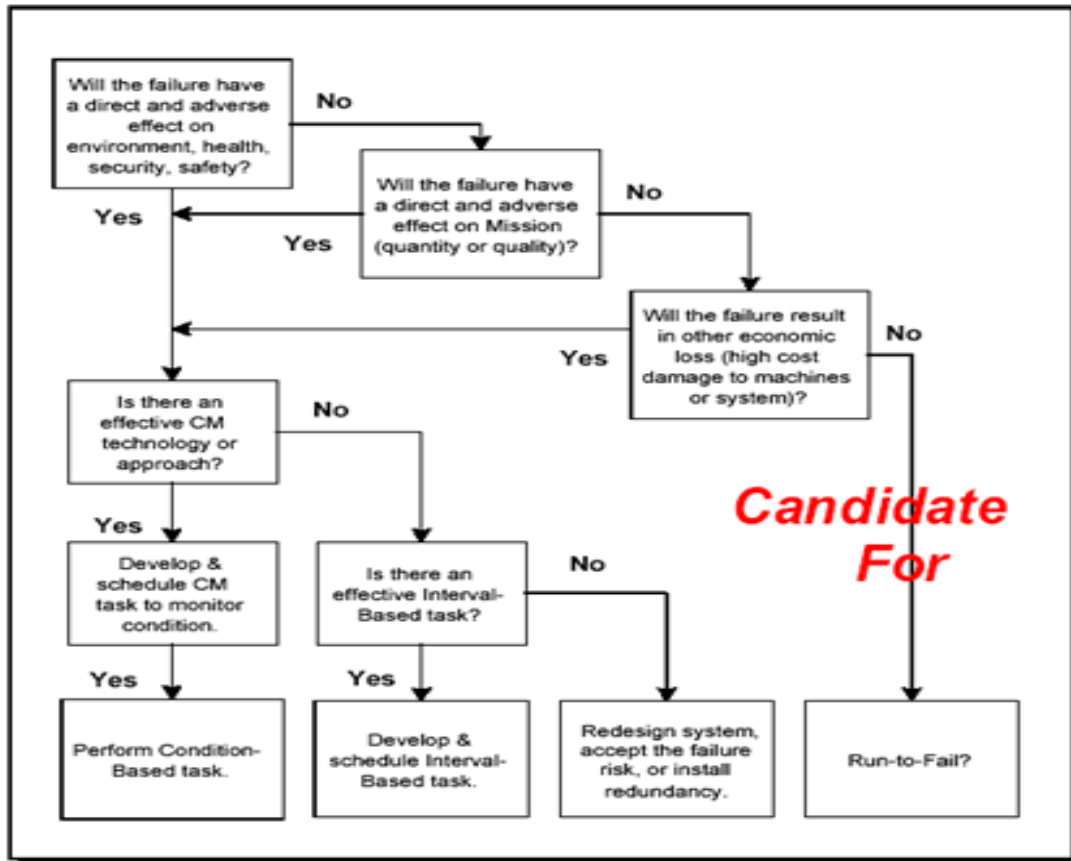 Will the failure have
a direct and adverse
effect on
environment, health,
security, safety?
No
Yes
Will the failure have
a direct and adverse
effect on Mission
(quantity or quality)?
No
Yes
Will the failure result
in other economic
loss (high cost
damage to machines
or system)?
No
Yes
Is there an
effective CM
technology or
approach?
No
Yes
Candidate
For
Develop &
schedule CM
task to monitor
condition.
Yes
Is there an
effective Interval-
Based task?
No
Yes
Perform Condition-
Based task.
Develop &
schedule Interval-
Based task.
Redesign system,
accept the failure
risk, or install
redundancy.
Run-to-Fail?